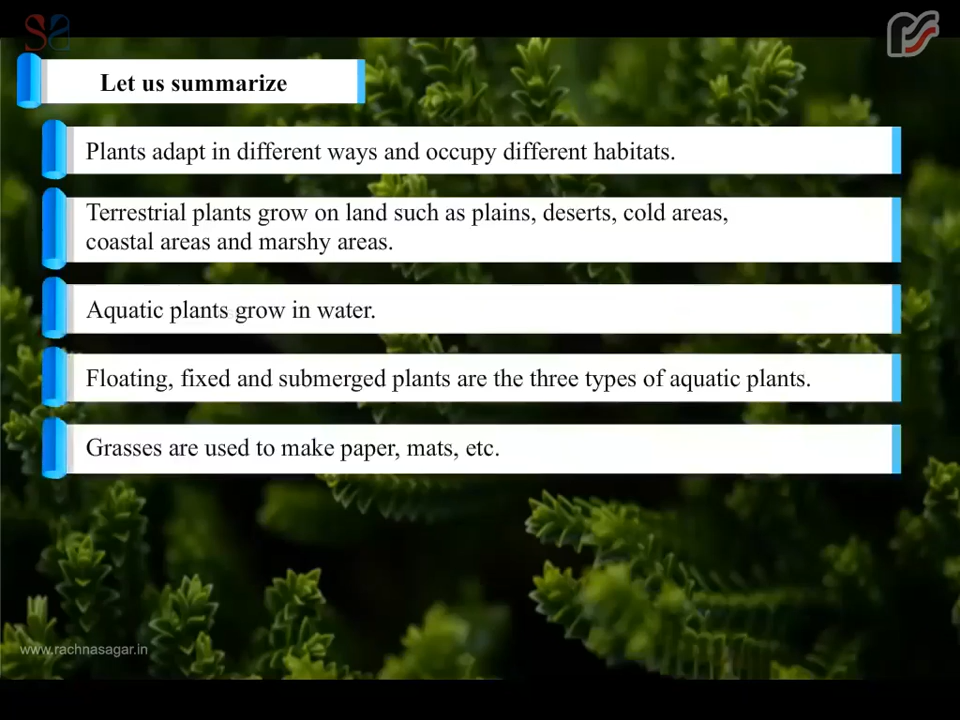 Let us summarize
Plants adapt in different ways and occupy different habitats.
Terrestrial plants grow on land such as plains, deserts, cold areas,
coastal areas and marshy areas.
Aquatic plants grow in water.
Floating, fixed and submerged plants are the three types of aquatic plants.
Grasses are used to make paper, mats, etc.
www.rachnasagar.in